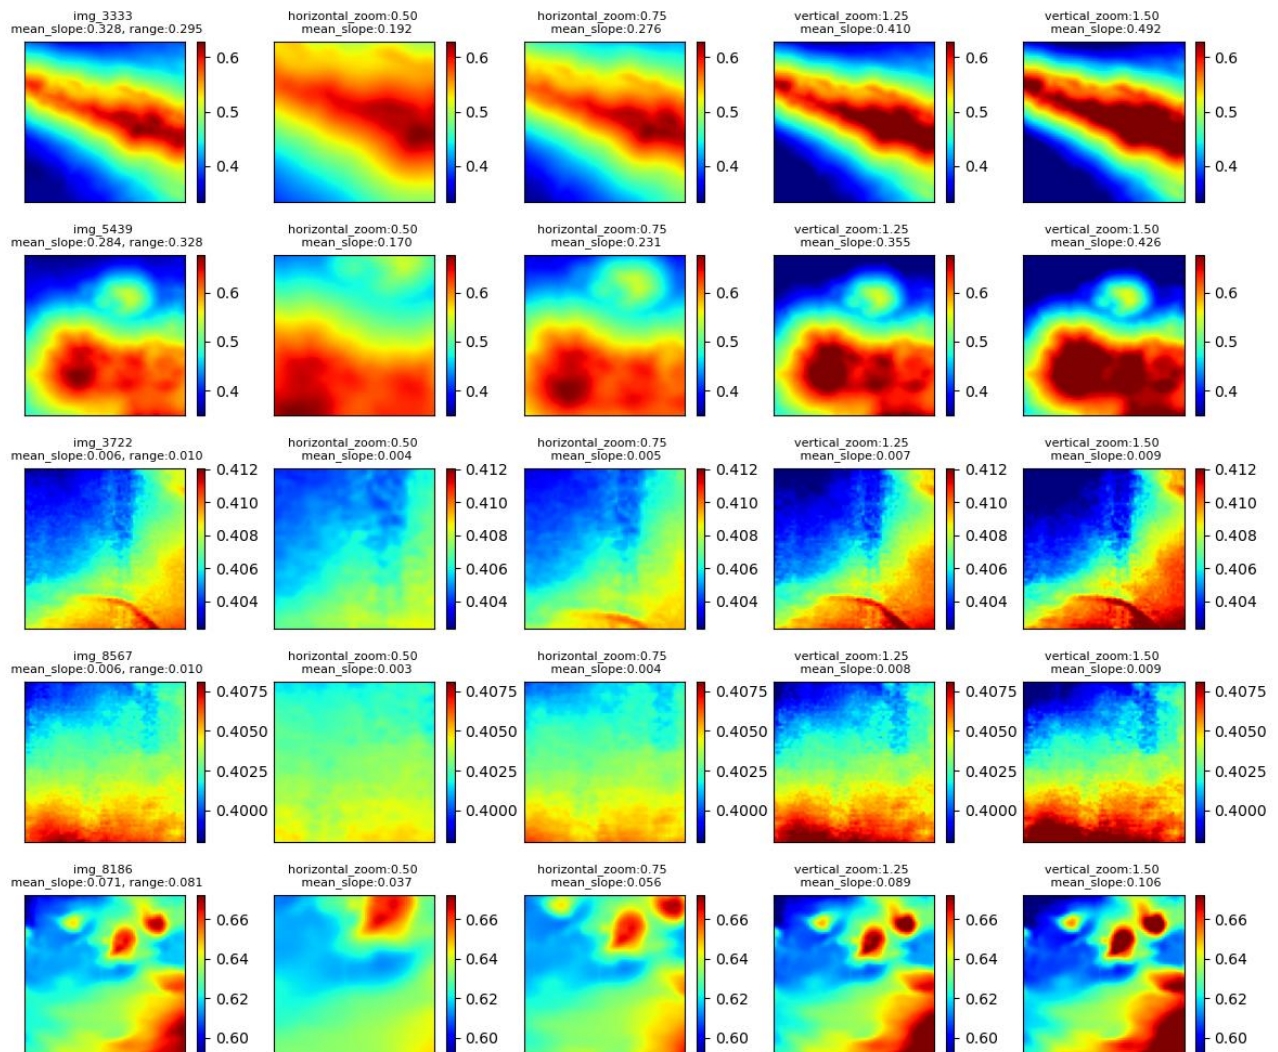 img_3333
mean_slope:0.328, range:0.295
horizontal_zoom:0.50
mean_slope:0.192
horizontal_zoom:0.75
mean_slope:0.276
vertical_zoom:1.25
mean_slope:0.410
vertical_zoom:1.50
mean_slope:0.492
0.6
0.5
0.4
0.6
0.5
0.4
0.6
0.5
0.4
0.6
0.5
0.4
0.6
0.5
0.4
img_5439
mean_slope:0.284, range:0.328
horizontal_zoom:0.50
mean_slope:0.170
horizontal_zoom:0.75
mean_slope:0.231
vertical_zoom:1.25
mean_slope:0.355
vertical_zoom:1.50
mean_slope:0.426
0.6
0.5
0.4
0.6
0.5
0.4
0.6
0.5
0.4
0.6
0.5
0.4
0.6
0.5
0.4
img_3722
mean_slope:0.006, range:0.010
horizontal_zoom:0.50
mean_slope:0.004
horizontal_zoom:0.75
mean_slope:0.005
vertical_zoom:1.25
mean_slope:0.007
vertical_zoom:1.50
mean_slope:0.009
0.412
0.410
0.408
0.406
0.404
0.412
0.410
0.408
0.406
0.404
0.412
0.410
0.408
0.406
0.404
0.412
0.410
0.408
0.406
0.404
0.412
0.410
0.408
0.406
0.404
img_8567
mean_slope:0.006, range:0.010
horizontal_zoom:0.50
mean_slope:0.003
horizontal_zoom:0.75
mean_slope:0.004
vertical_zoom:1.25
mean_slope:0.008
vertical_zoom:1.50
mean_slope:0.009
0.4075
0.4050
0.4025
0.4000
0.4075
0.4050
0.4025
0.4000
0.4075
0.4050
0.4025
0.4000
0.4075
0.4050
0.4025
0.4000
0.4075
0.4050
0.4025
0.4000
img_8186
mean_slope:0.071, range:0.081
horizontal_zoom:0.50
mean_slope:0.037
horizontal_zoom:0.75
mean_slope:0.056
vertical_zoom:1.25
mean_slope:0.089
vertical_zoom:1.50
mean_slope:0.106
0.66
0.64
0.62
0.60
0.66
0.64
0.62
0.60
0.66
0.64
0.62
0.60
0.66
0.64
0.62
0.60
0.66
0.64
0.62
0.60